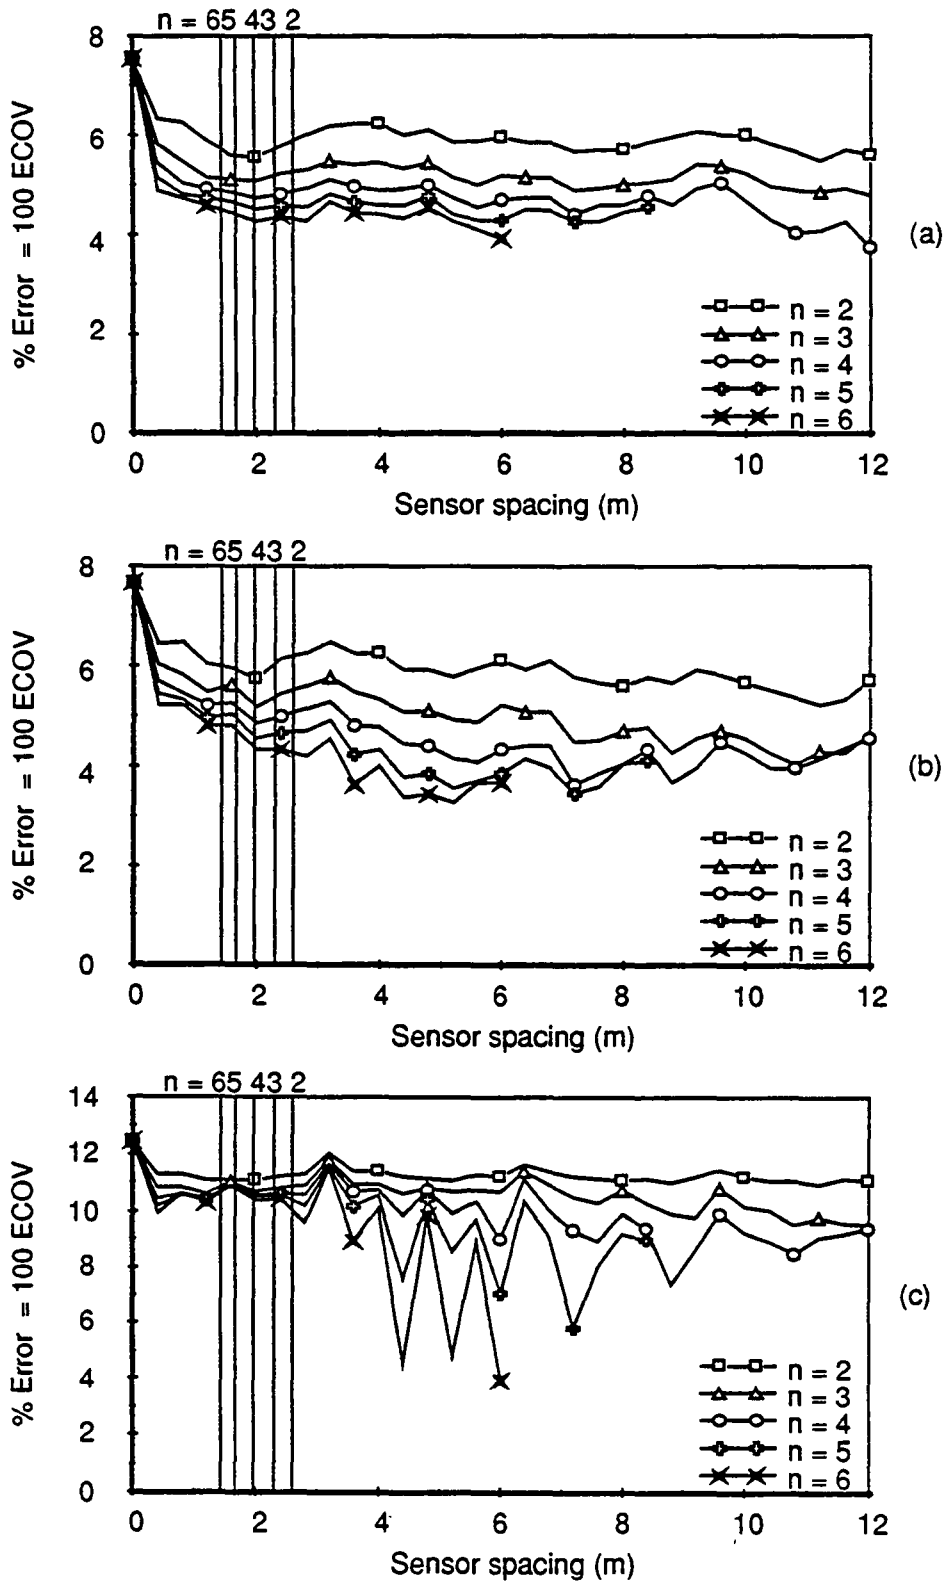 n = 65 43 2
8
6
4
2
0
% Error = 100 ECOV
n = 2
n = 3
n = 4
n = 5
n = 6
(a)
0 2 4 6 8 10 12
Sensor spacing (m)
n = 65 43 2
8
6
4
2
0
% Error = 100 ECOV
n = 2
n = 3
n = 4
n = 5
n = 6
(b)
0 2 4 6 8 10 12
Sensor spacing (m)
n = 65 43 2
14
12
10
8
6
4
2
0
% Error = 100 ECOV
n = 2
n = 3
n = 4
n = 5
n = 6
(c)
0 2 4 6 8 10 12
Sensor spacing (m)